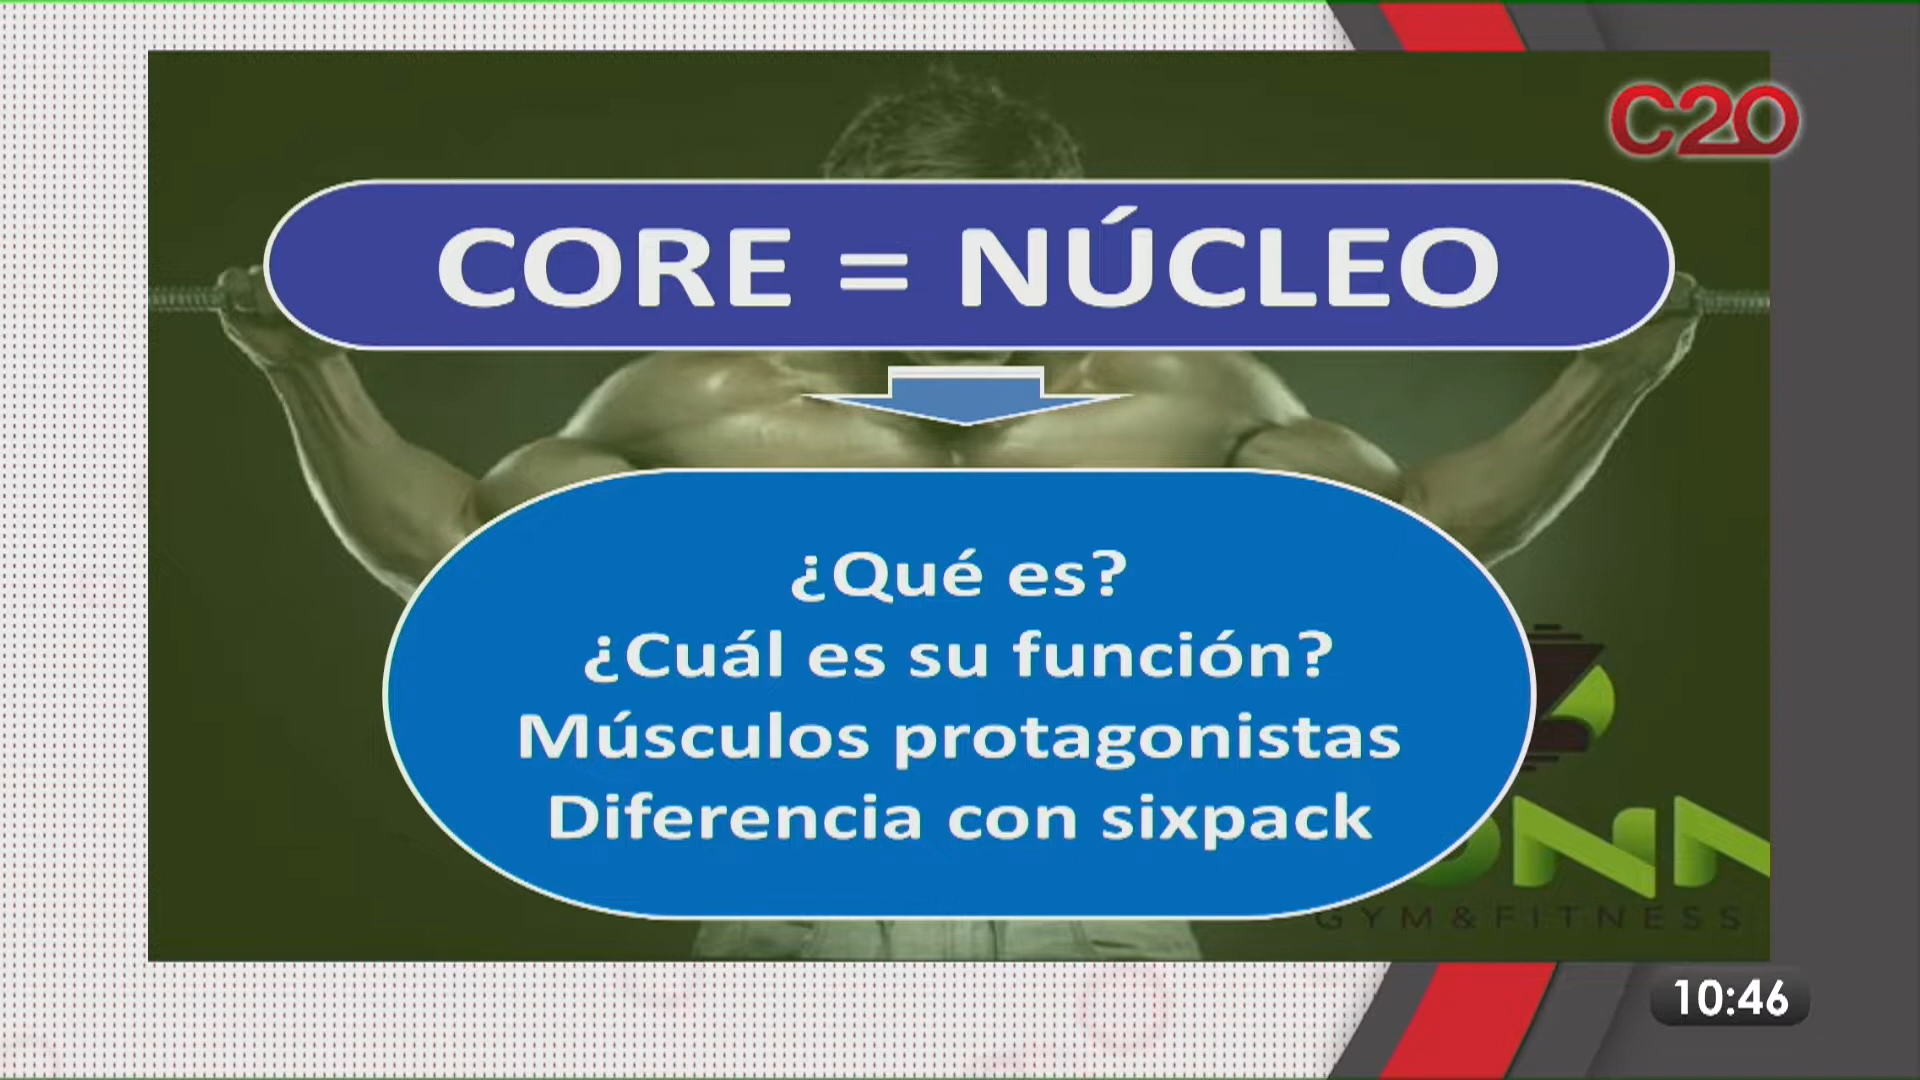 C20
CORE = NÚCLEO
¿Qué es?
¿Cuál es su función?
Músculos protagonistas
Diferencia con sixpack
GYM&FITNESS
10:46